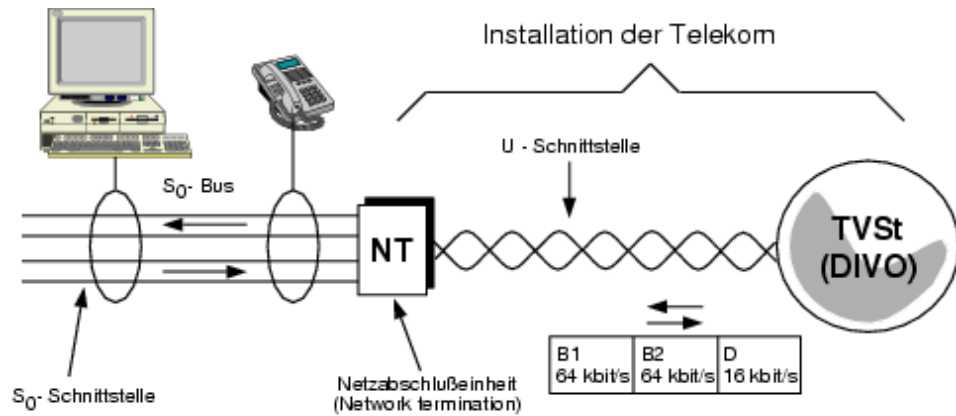 Installation der Telekom
U - Schnittstelle
S0- Bus
NT
TVSt
(DIVO)
B1 B2 D
64 kbit/s 64 kbit/s 16 kbit/s
S0- Schnittstelle
Netzabschlußeinheit
(Network termination)